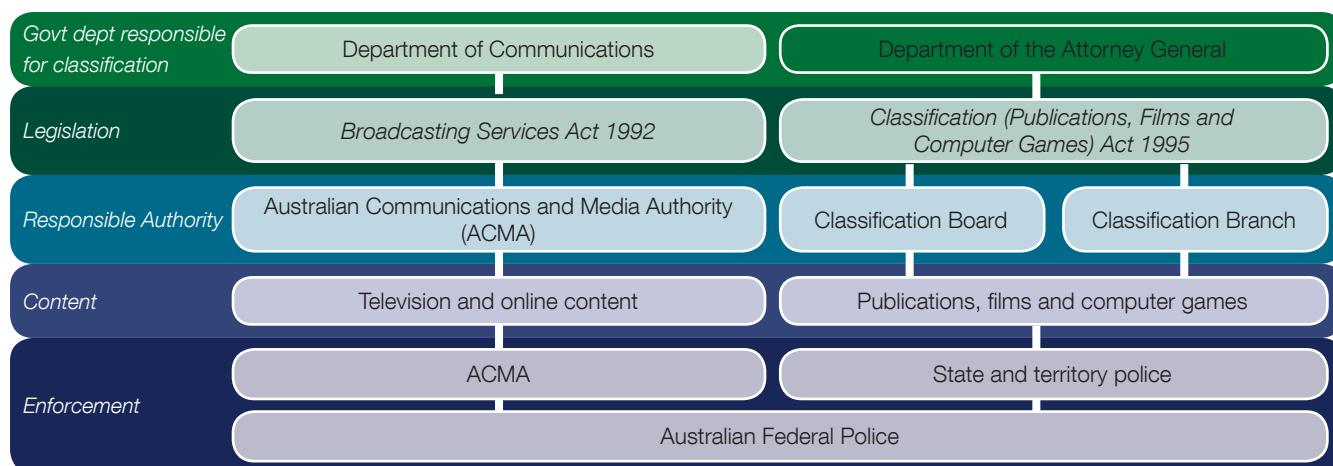 Govt dept responsible
for classification
Department of Communications
Department of the Attorney General
Legislation
Broadcasting Services Act 1992
Classification (Publications, Films and
Computer Games) Act 1995
Responsible Authority
Australian Communications and Media Authority
(ACMA)
Classification Board
Classification Branch
Content
Television and online content
Publications, films and computer games
Enforcement
ACMA
State and territory police
Australian Federal Police